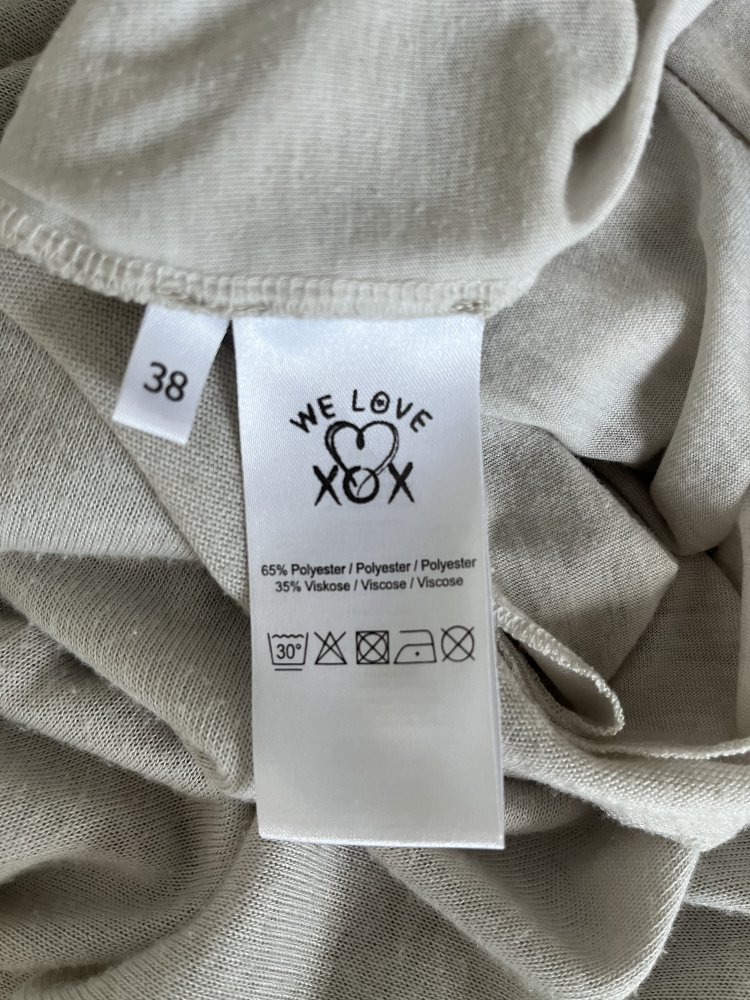 38
WE LOVE
XOX
65% Polyester / Polyester / Polyester
35% Viskose / Viscose / Viscose
30°